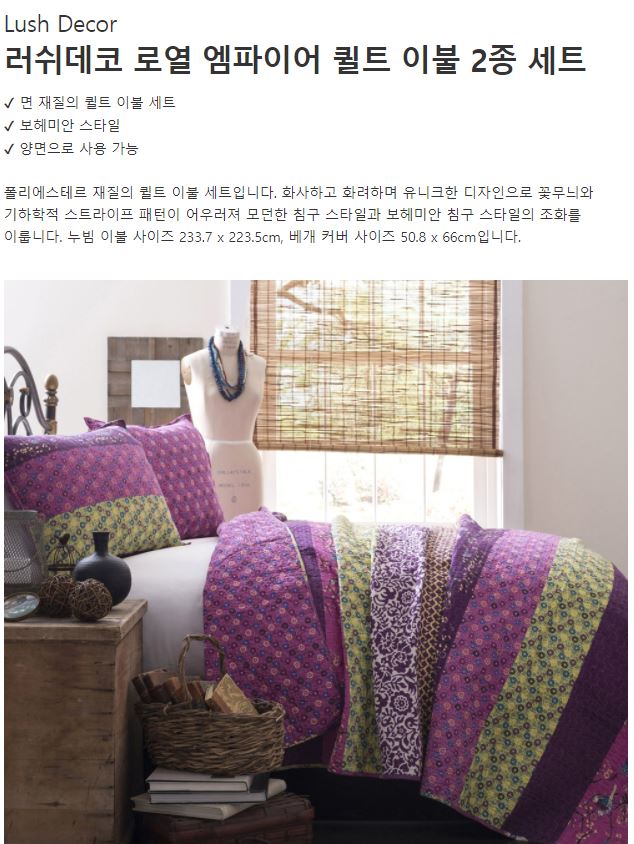 Lush Decor
러쉬데코 로열 엠파이어 퀼트 이불 2종 세트
✓ 면 재질의 퀼트 이불 세트
✓ 보헤미안 스타일
✓ 양면으로 사용 가능
폴리에스테르 재질의 퀼트 이불 세트입니다. 화사하고 화려하며 유니크한 디자인으로 꽃무늬와
기하학적 스트라이프 패턴이 어우러져 모던한 침구 스타일과 보헤미안 침구 스타일의 조화를
이룹니다. 누빔 이불 사이즈 233.7 x 223.5cm, 베개 커버 사이즈 50.8 x 66cm입니다.